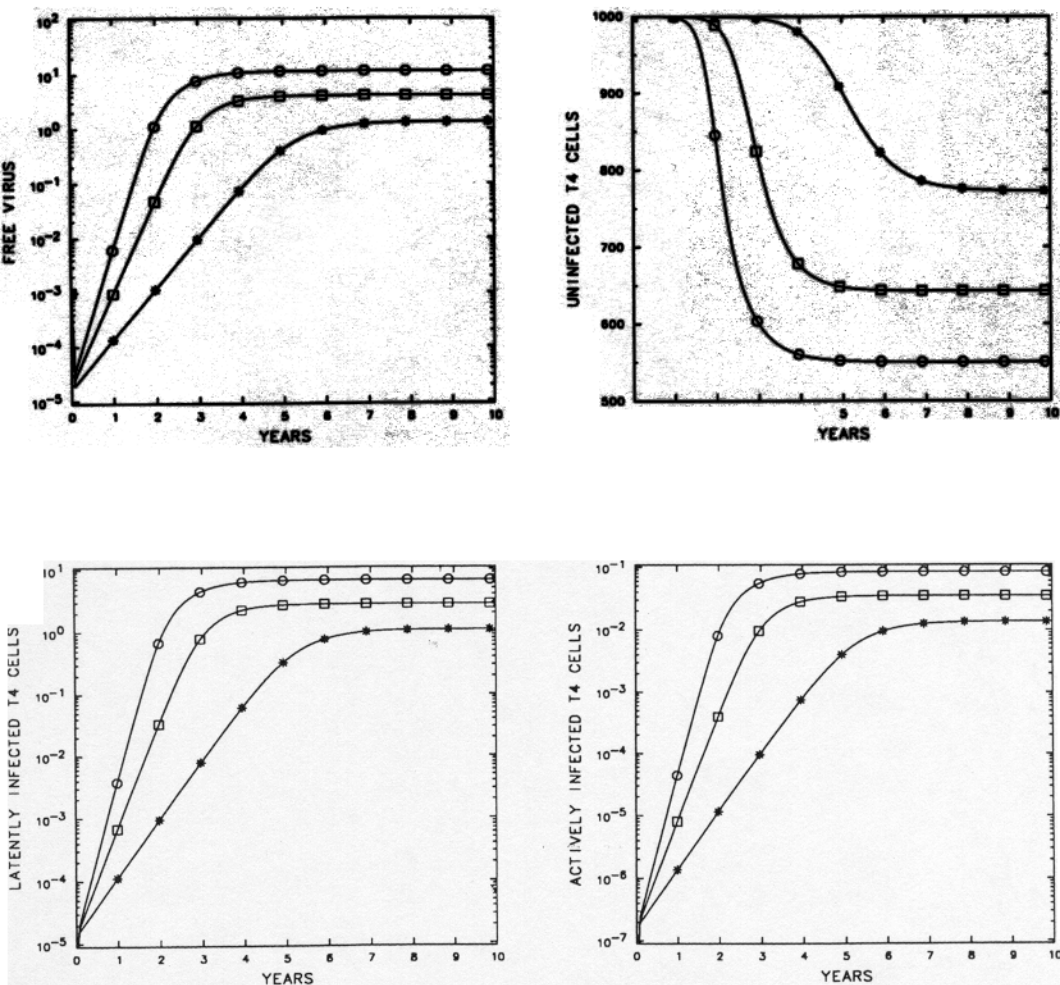 FREE VIRUS
10²
10¹
10⁰
10⁻¹
10⁻²
10⁻³
10⁻⁴
10⁻⁵
0 1 2 3 4 5 6 7 8 9 10
YEARS
UNINFECTED T4 CELLS
1000
900
800
700
600
500
5 6 7 8 9 10
YEARS
LATENTLY INFECTED T4 CELLS
10¹
10⁰
10⁻¹
10⁻²
10⁻³
10⁻⁴
10⁻⁵
0 1 2 3 4 5 6 7 8 9 10
YEARS
ACTIVELY INFECTED T4 CELLS
10⁻¹
10⁻²
10⁻³
10⁻⁴
10⁻⁵
10⁻⁶
10⁻⁷
0 1 2 3 4 5 6 7 8 9 10
YEARS